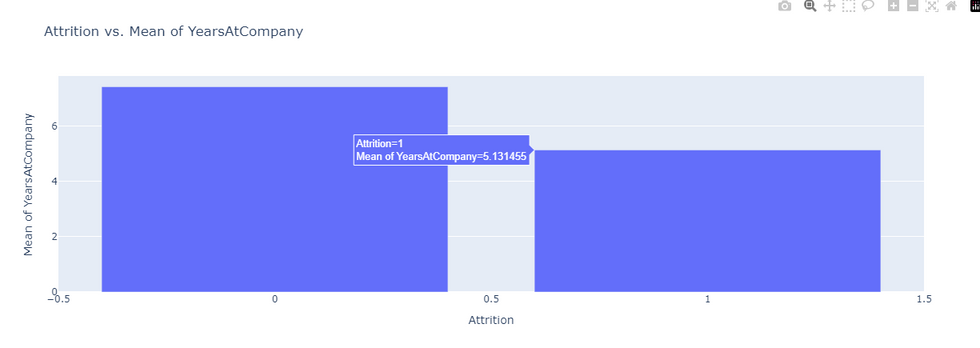 Attrition vs. Mean of YearsAtCompany
Mean of YearsAtCompany
6
4
2
0
Attrition=1
Mean of YearsAtCompany=5.131455
−0.5
0
0.5
1
1.5
Attrition